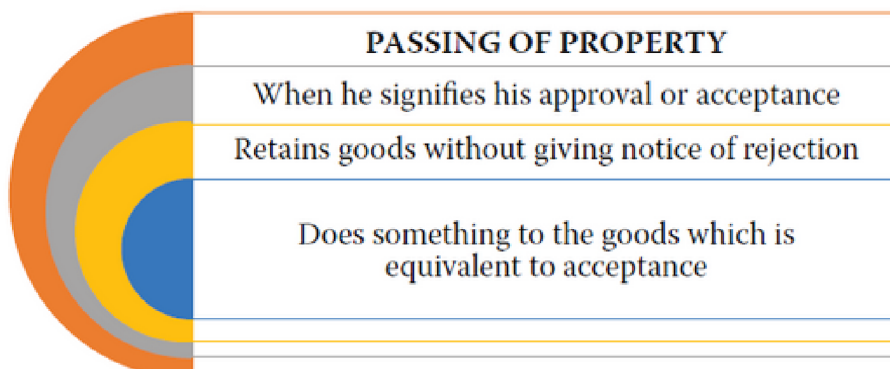 PASSING OF PROPERTY
When he signifies his approval or acceptance
Retains goods without giving notice of rejection
Does something to the goods which is
equivalent to acceptance